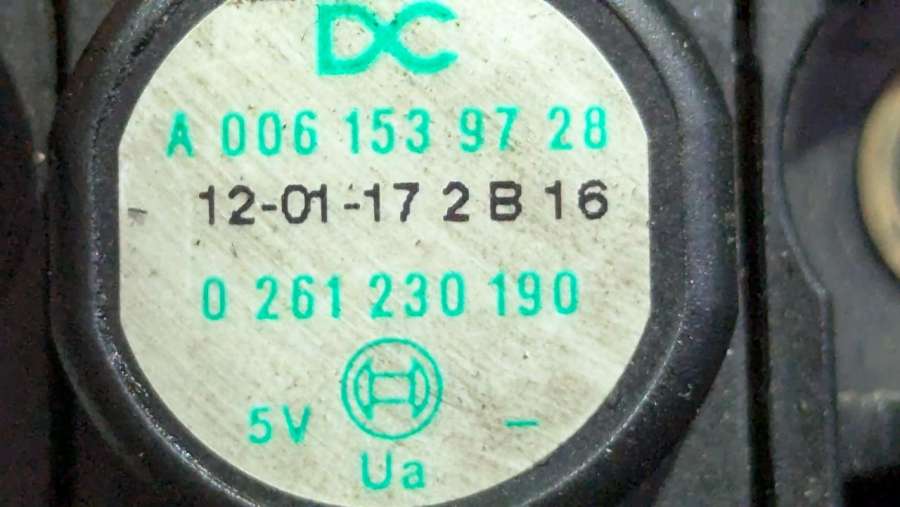 DC
A 006 153 97 28
12-01-17 2 B 16
0 261 230 190
5V –
Ua